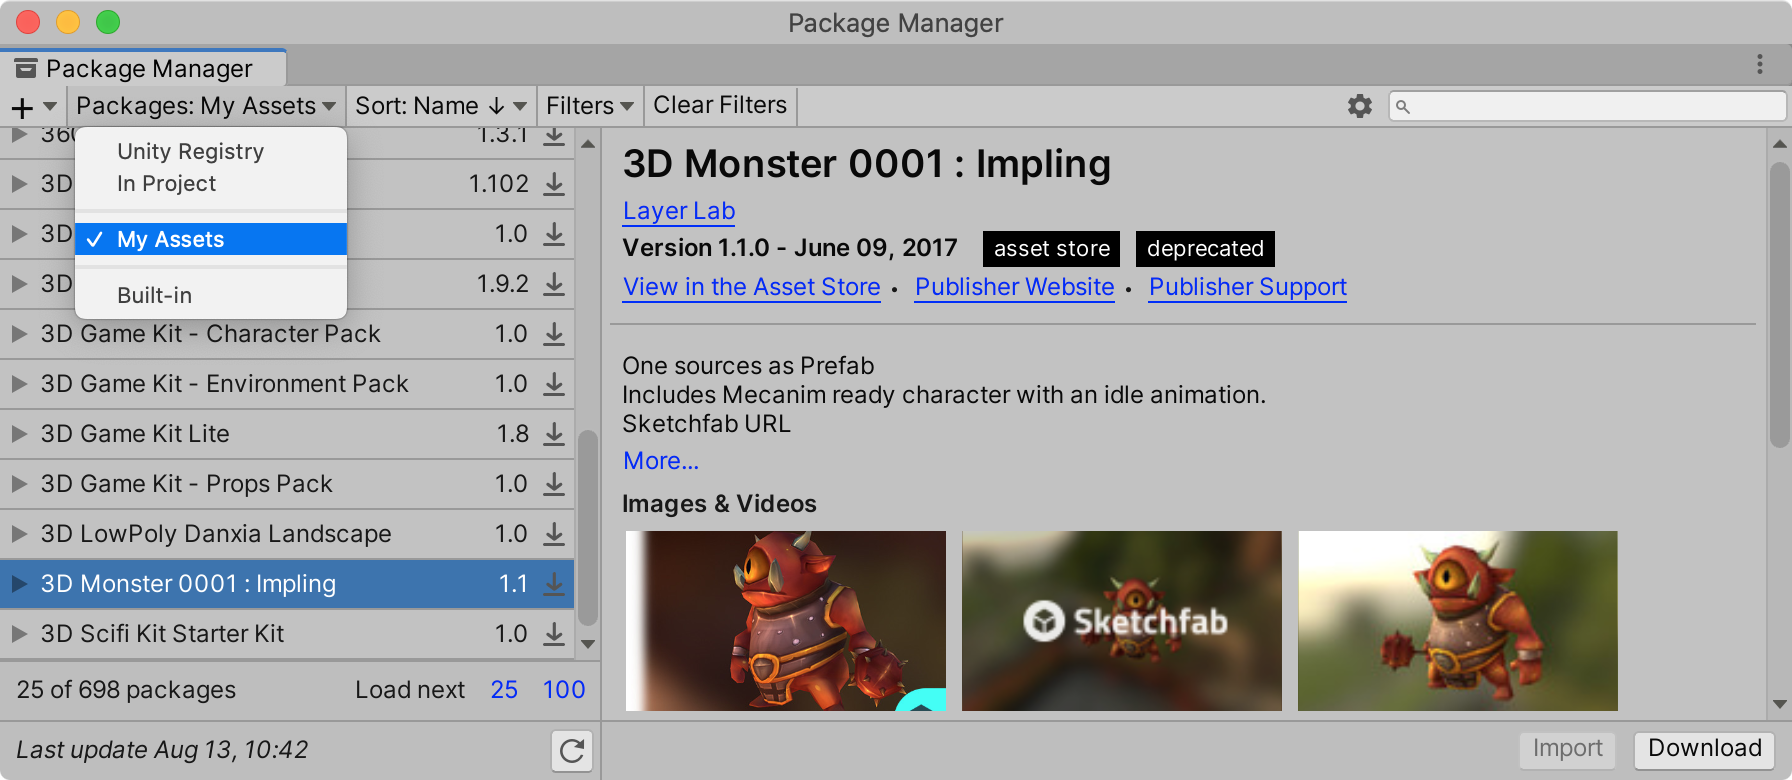 Package Manager
Package Manager
Packages: My Assets
Sort: Name ↓
Filters
Clear Filters
1.3.1
3D
1.102
3D
1.0
3D
1.9.2
Unity Registry
In Project
✓ My Assets
Built-in
3D Game Kit - Character Pack 1.0
3D Game Kit - Environment Pack 1.0
3D Game Kit Lite 1.8
3D Game Kit - Props Pack 1.0
3D LowPoly Danxia Landscape 1.0
3D Monster 0001 : Impling 1.1
3D Scifi Kit Starter Kit 1.0
25 of 698 packages Load next 25 100
Last update Aug 13, 10:42
3D Monster 0001 : Impling
Layer Lab
Version 1.1.0 - June 09, 2017 asset store deprecated
View in the Asset Store • Publisher Website • Publisher Support
One sources as Prefab
Includes Mecanim ready character with an idle animation.
Sketchfab URL
More...
Images & Videos
Sketchfab
Import Download